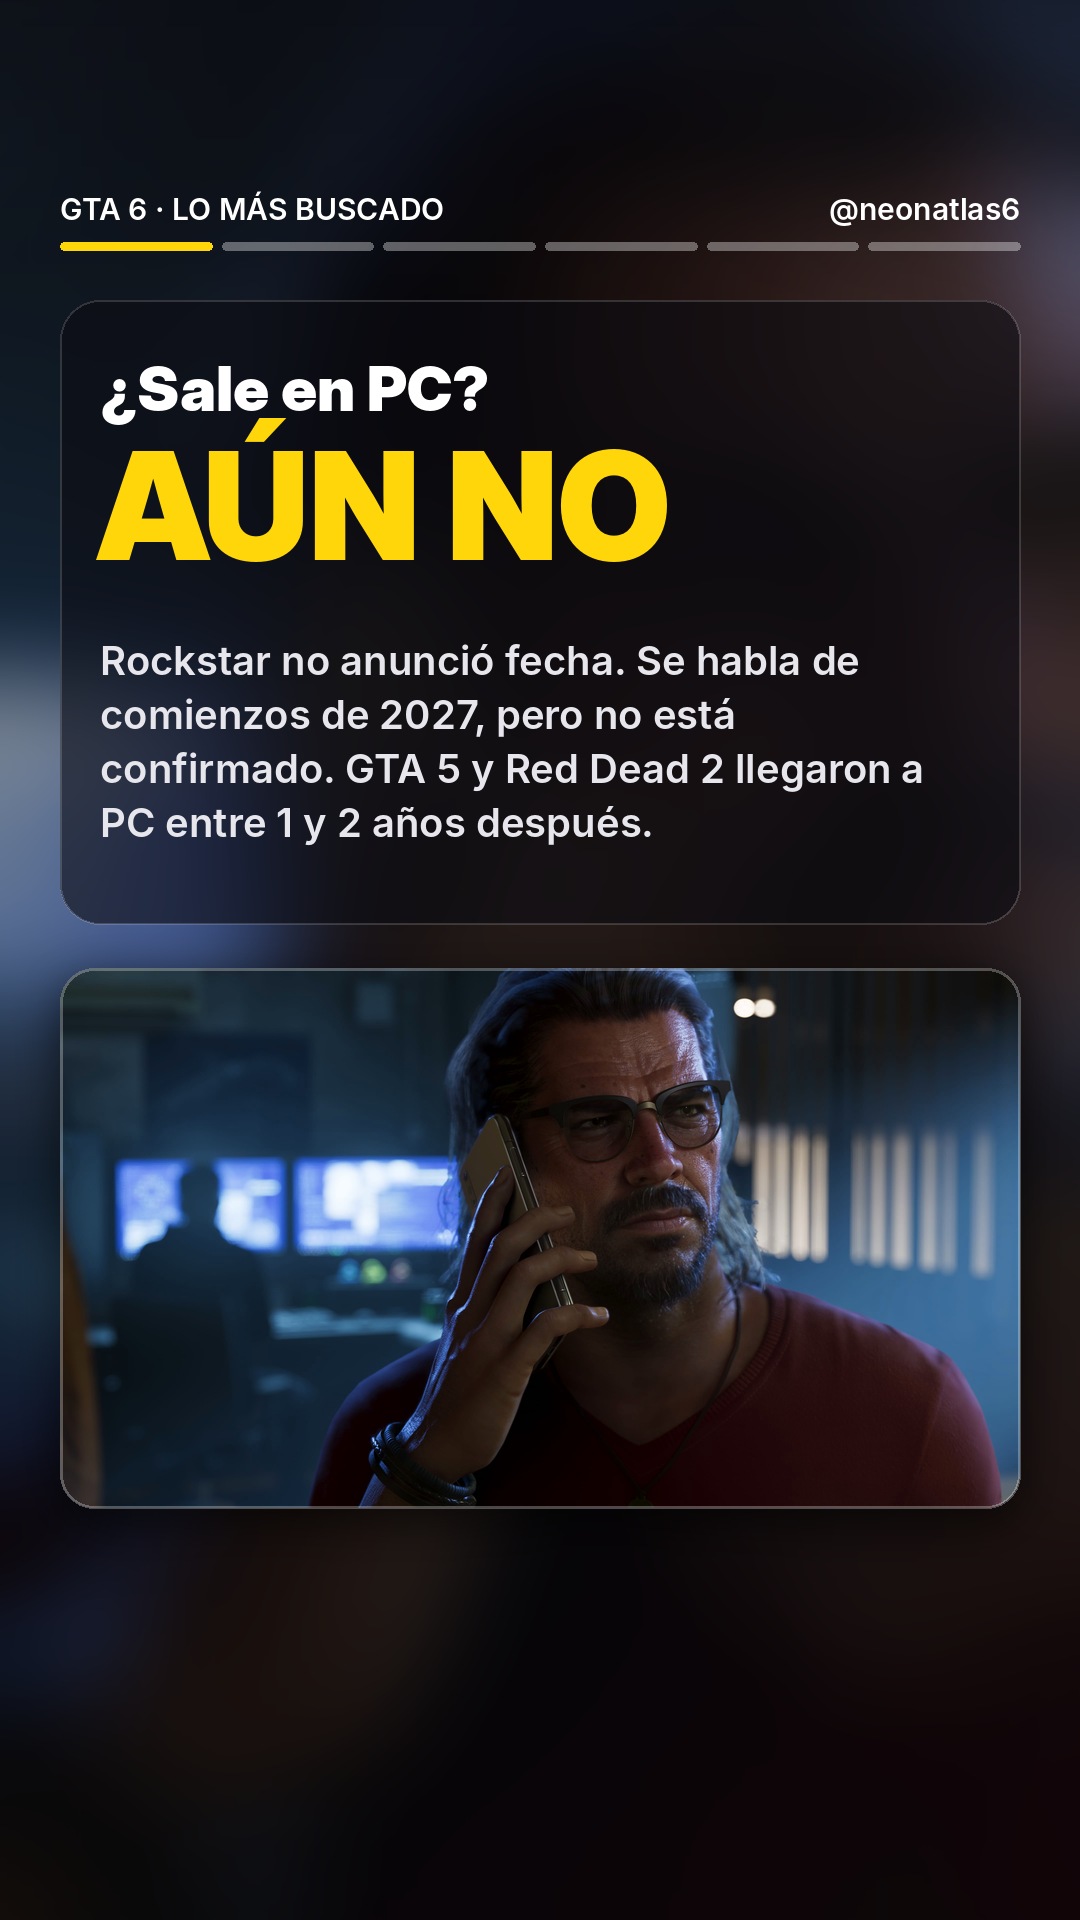 GTA 6 · LO MÁS BUSCADO
@neonatlas6
¿Sale en PC?
AÚN NO
Rockstar no anunció fecha. Se habla de
comienzos de 2027, pero no está
confirmado. GTA 5 y Red Dead 2 llegaron a
PC entre 1 y 2 años después.